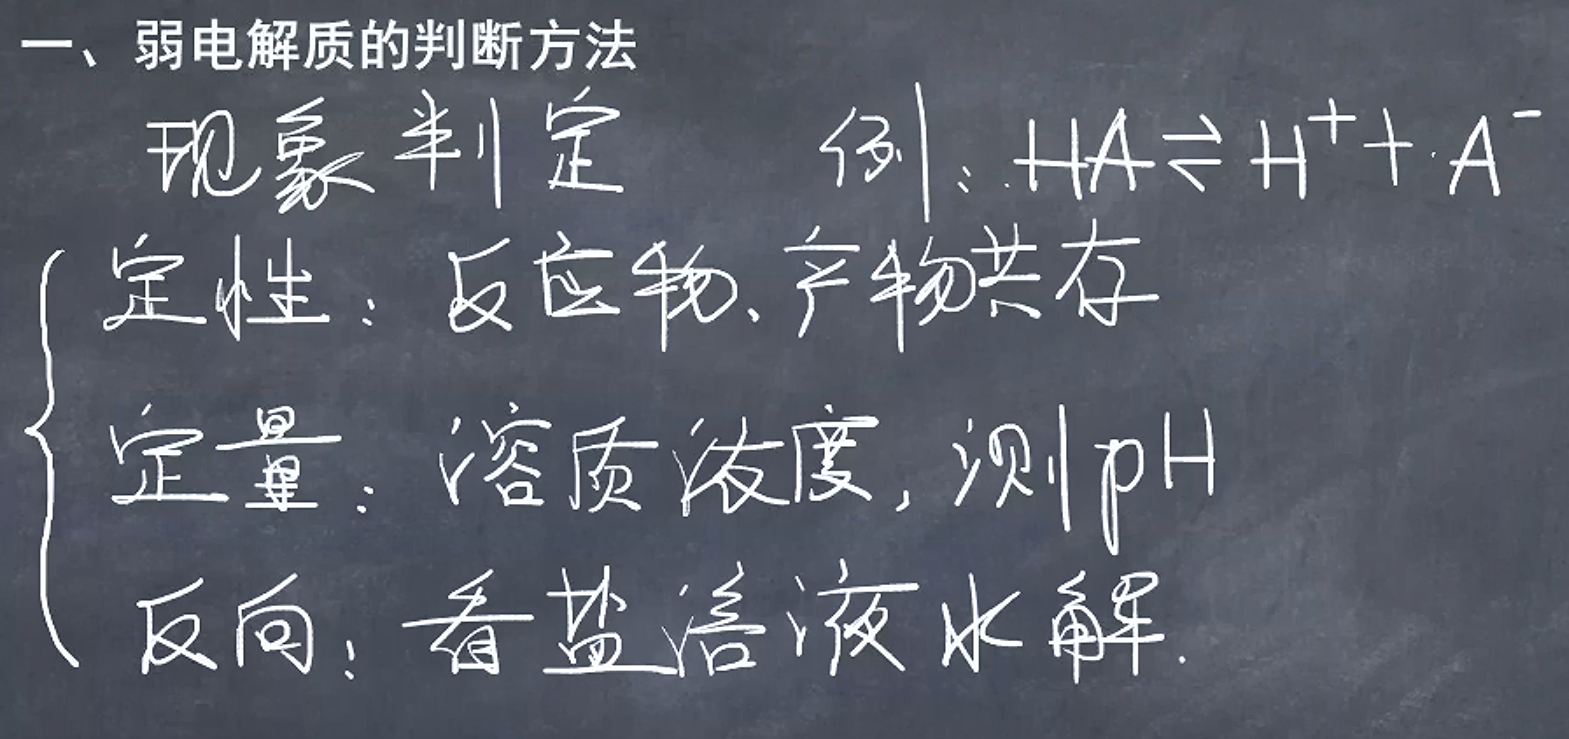 一、弱电解质的判断方法
现象判定 例：HA⇌H⁺+A⁻
定性：反应物、产物共存
定量：溶质浓度，测pH
反向：看盐溶液水解.